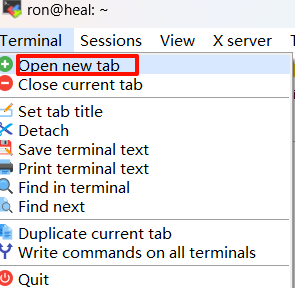 ron@heal: ~
Terminal Sessions View X server
Open new tab
Close current tab
Set tab title
Detach
Save terminal text
Print terminal text
Find in terminal
Find next
Duplicate current tab
Write commands on all terminals
Quit